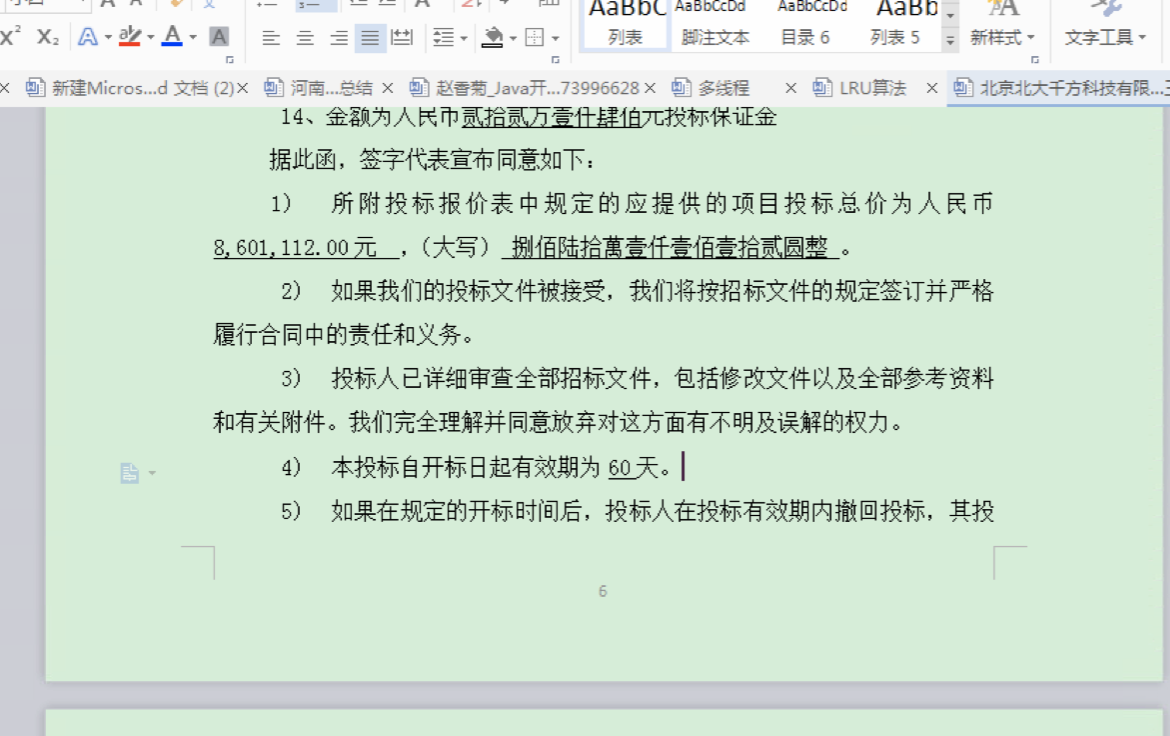 AaBbC AaBbCcDd AaBbCcDd AaBb
X² X₂ A ab A A 列表 脚注文本 目录 6 列表 5 新样式 文字工具
新建Micros...d 文档 (2) 河南...总结 赵香菊_Java开...73996628 多线程 LRU算法 北京北大千方科技有限...
14、金额为人民币贰拾贰万壹仟肆佰元投标保证金
据此函，签字代表宣布同意如下：
1) 所附投标报价表中规定的应提供的项目投标总价为人民币
8,601,112.00元 ，（大写） 捌佰陆拾萬壹仟壹佰壹拾贰圆整 。
2) 如果我们的投标文件被接受，我们将按招标文件的规定签订并严格
履行合同中的责任和义务。
3) 投标人已详细审查全部招标文件，包括修改文件以及全部参考资料
和有关附件。我们完全理解并同意放弃对这方面有不明及误解的权力。
4) 本投标自开标日起有效期为 60 天。
5) 如果在规定的开标时间后，投标人在投标有效期内撤回投标，其投
6